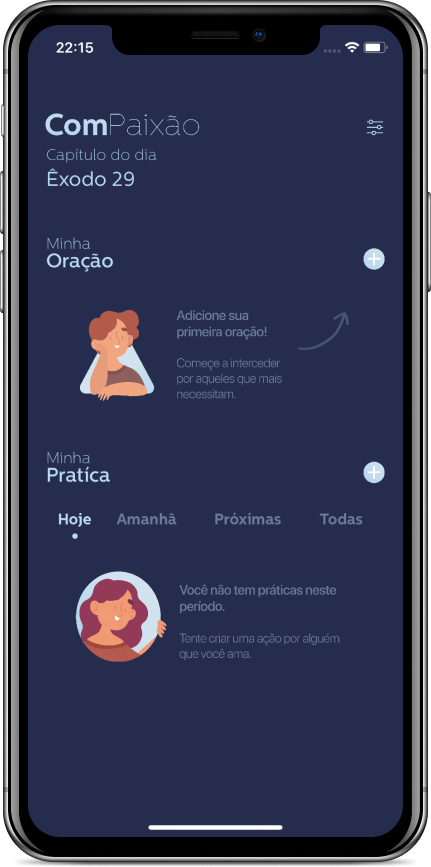 22:15
ComPaixão
Capítulo do dia
Êxodo 29
Minha
Oração
Adicione sua
primeira oração!
Começe a interceder
por aqueles que mais
necessitam.
Minha
Pratíca
Hoje Amanhã Próximas Todas
Você não tem práticas neste
período.
Tente criar uma ação por alguém
que você ama.